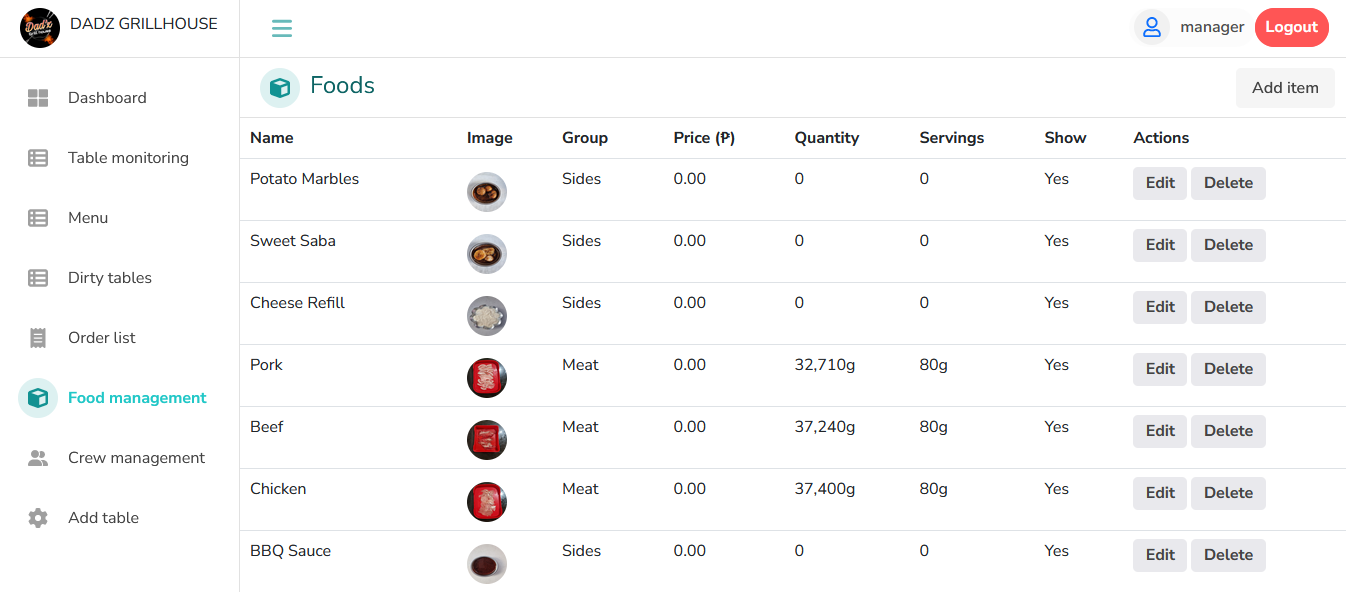 Dad'z
DADZ GRILLHOUSE
manager
Logout
Dashboard
Table monitoring
Menu
Dirty tables
Order list
Food management
Crew management
Add table
Foods
Add item
Name Image Group Price (₱) Quantity Servings Show Actions
Potato Marbles Sides 0.00 0 0 Yes Edit Delete
Sweet Saba Sides 0.00 0 0 Yes Edit Delete
Cheese Refill Sides 0.00 0 0 Yes Edit Delete
Pork Meat 0.00 32,710g 80g Yes Edit Delete
Beef Meat 0.00 37,240g 80g Yes Edit Delete
Chicken Meat 0.00 37,400g 80g Yes Edit Delete
BBQ Sauce Sides 0.00 0 0 Yes Edit Delete